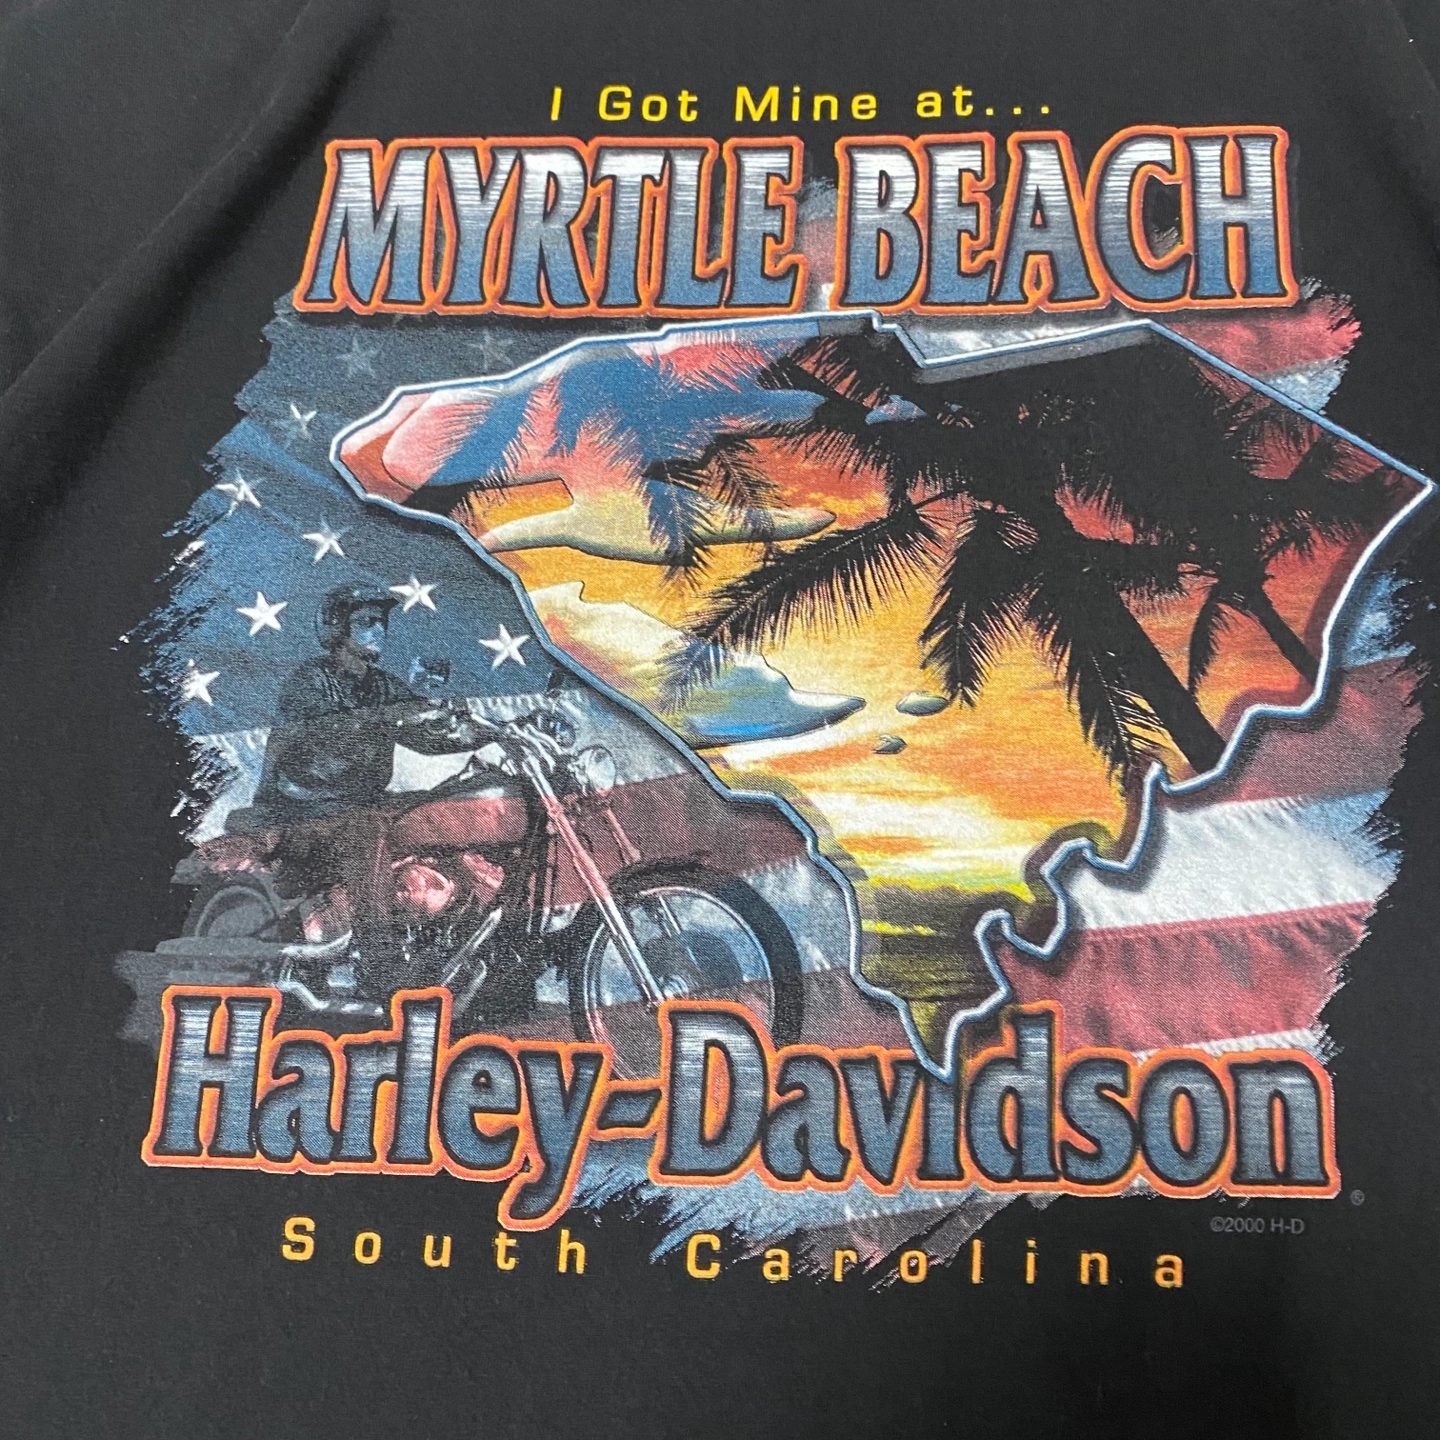 I Got Mine at...
MYRTLE BEACH
Harley-Davidson
®
©2000 H-D
South Carolina